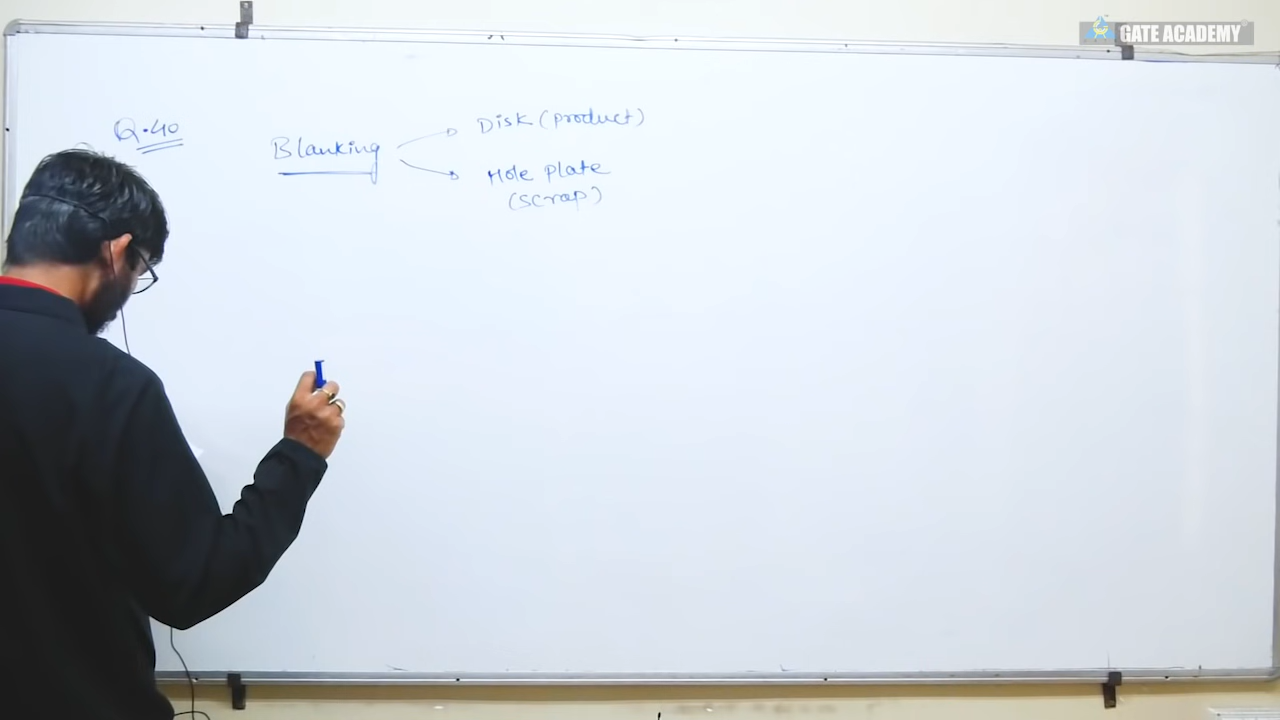 GATE ACADEMY
Q.40
Blanking
Disk (product)
Hole plate
(scrap)